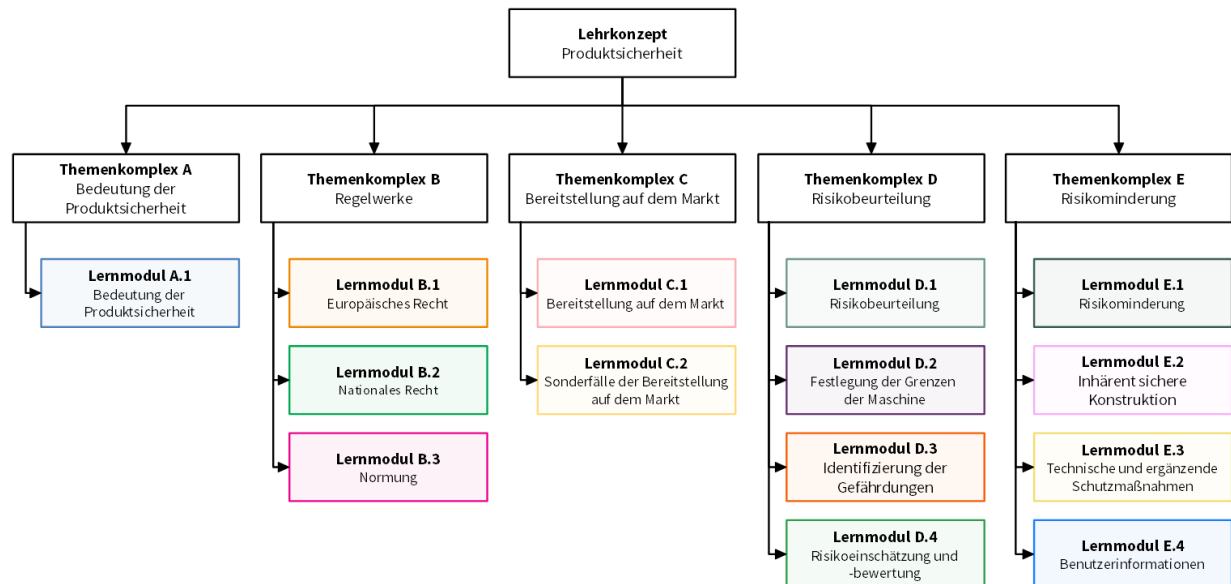 Lehrkonzept
Produktsicherheit
Themenkomplex A
Bedeutung der
Produktsicherheit
Themenkomplex B
Regelwerke
Themenkomplex C
Bereitstellung auf dem Markt
Themenkomplex D
Risikobeurteilung
Themenkomplex E
Risikominderung
Lernmodul A.1
Bedeutung der
Produktsicherheit
Lernmodul B.1
Europäisches Recht
Lernmodul B.2
Nationales Recht
Lernmodul B.3
Normung
Lernmodul C.1
Bereitstellung auf dem Markt
Lernmodul C.2
Sonderfälle der Bereitstellung
auf dem Markt
Lernmodul D.1
Risikobeurteilung
Lernmodul D.2
Festlegung der Grenzen
der Maschine
Lernmodul D.3
Identifizierung der
Gefährdungen
Lernmodul D.4
Risikoeinschätzung und
-bewertung
Lernmodul E.1
Risikominderung
Lernmodul E.2
Inhärent sichere
Konstruktion
Lernmodul E.3
Technische und ergänzende
Schutzmaßnahmen
Lernmodul E.4
Benutzerinformationen